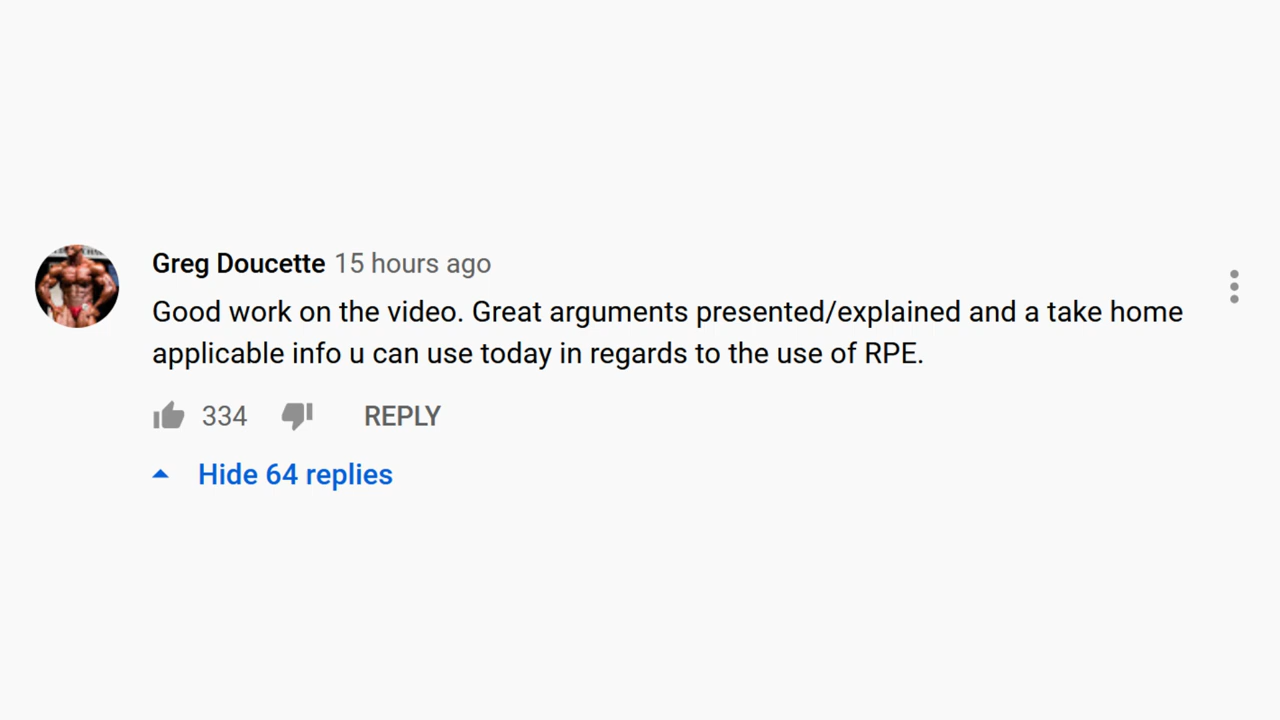 Greg Doucette 15 hours ago
Good work on the video. Great arguments presented/explained and a take home
applicable info u can use today in regards to the use of RPE.
334 REPLY
Hide 64 replies